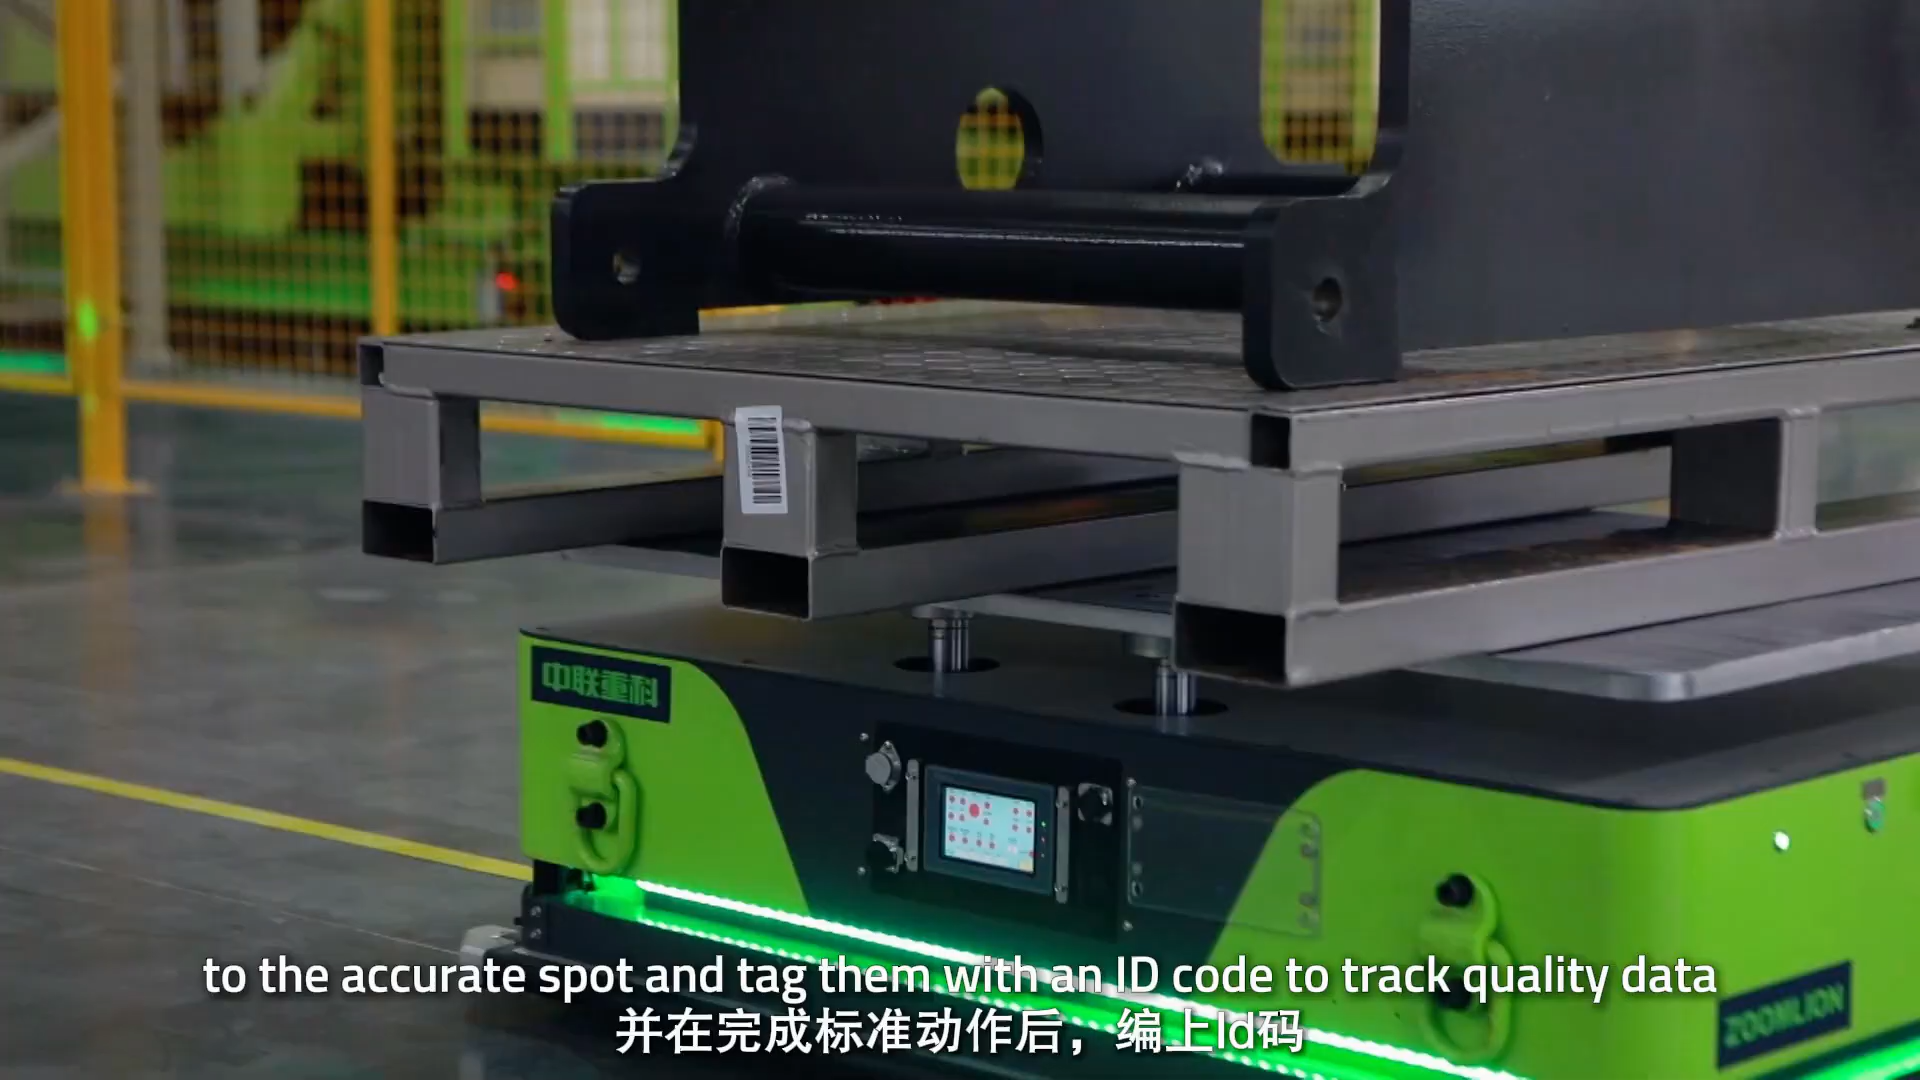 中联重科
ZOOMLION
to the accurate spot and tag them with an ID code to track quality data
并在完成标准动作后，编上Id码